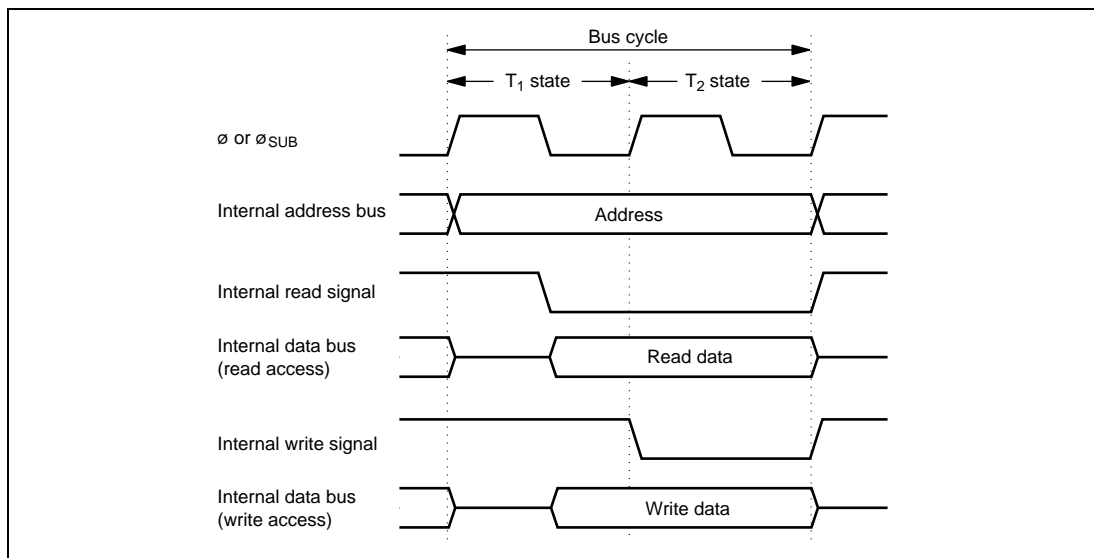 Bus cycle
T₁ state
T₂ state
ø or øSUB
Internal address bus
Address
Internal read signal
Internal data bus
(read access)
Read data
Internal write signal
Internal data bus
(write access)
Write data